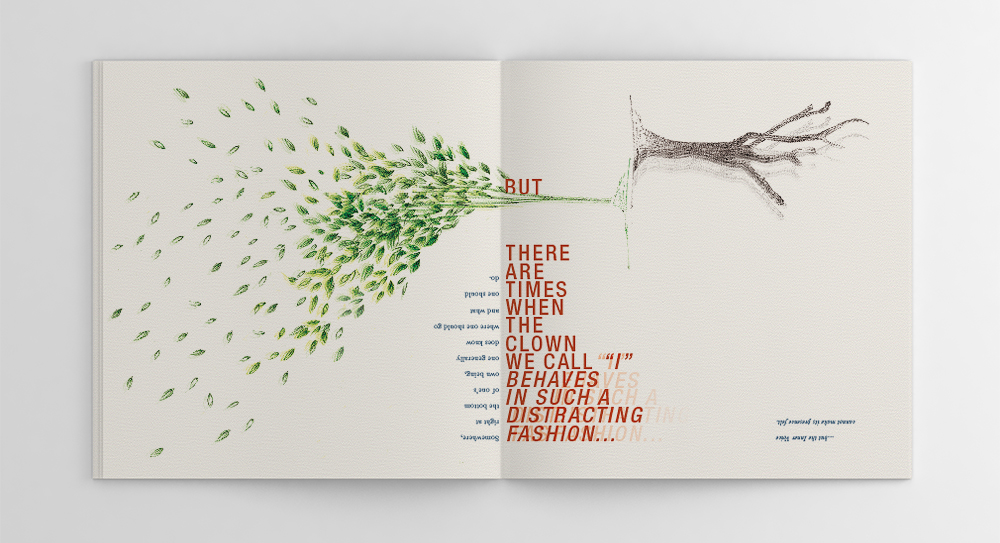 BUT
THERE
ARE
TIMES
WHEN
THE
CLOWN
WE CALL “I”
BEHAVES
IN SUCH A
DISTRACTING
FASHION...
Somewhere,
right at
the bottom
of one's
own being,
one generally
does know
where one should go
and what
one should
do.
...but the Inner Voice
cannot make its presence felt.